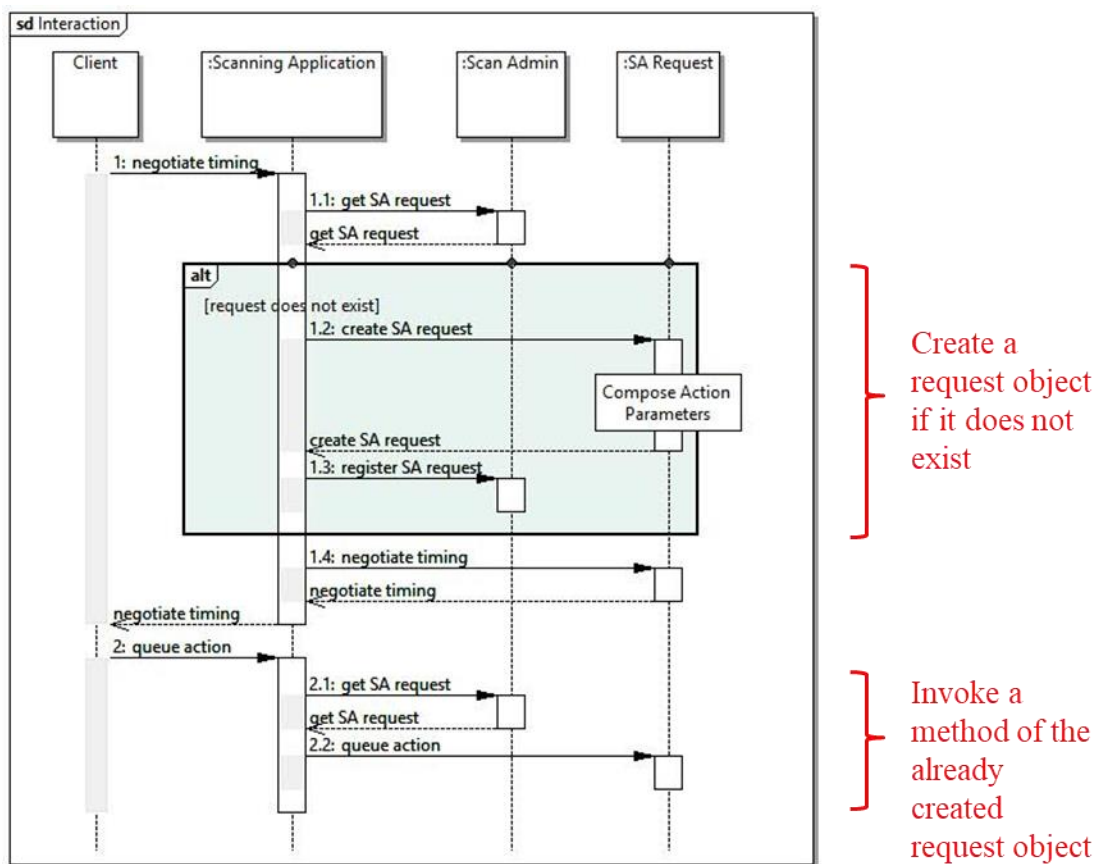 sd Interaction
Client
:Scanning Application
:Scan Admin
:SA Request
1: negotiate timing
1.1: get SA request
get SA request
alt
[request does not exist]
1.2: create SA request
Compose Action
Parameters
create SA request
1.3: register SA request
1.4: negotiate timing
negotiate timing
negotiate timing
2: queue action
2.1: get SA request
get SA request
2.2: queue action
Create a
request object
if it does not
exist
Invoke a
method of the
already
created
request object